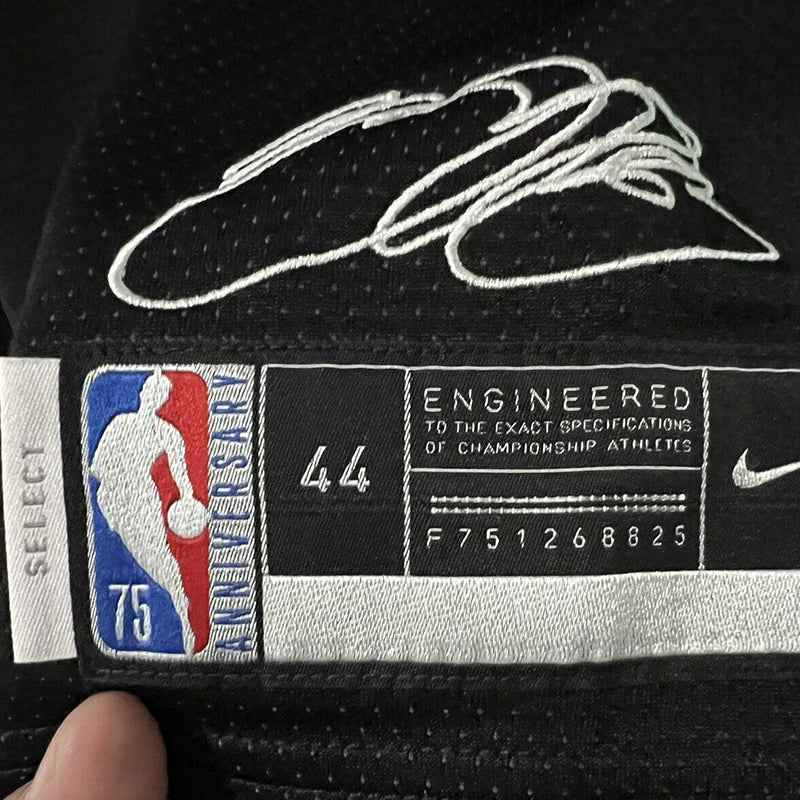 SELECT
75
ANNIVERSARY
44
ENGINEERED
TO THE EXACT SPECIFICATIONS
OF CHAMPIONSHIP ATHLETES
F751268825